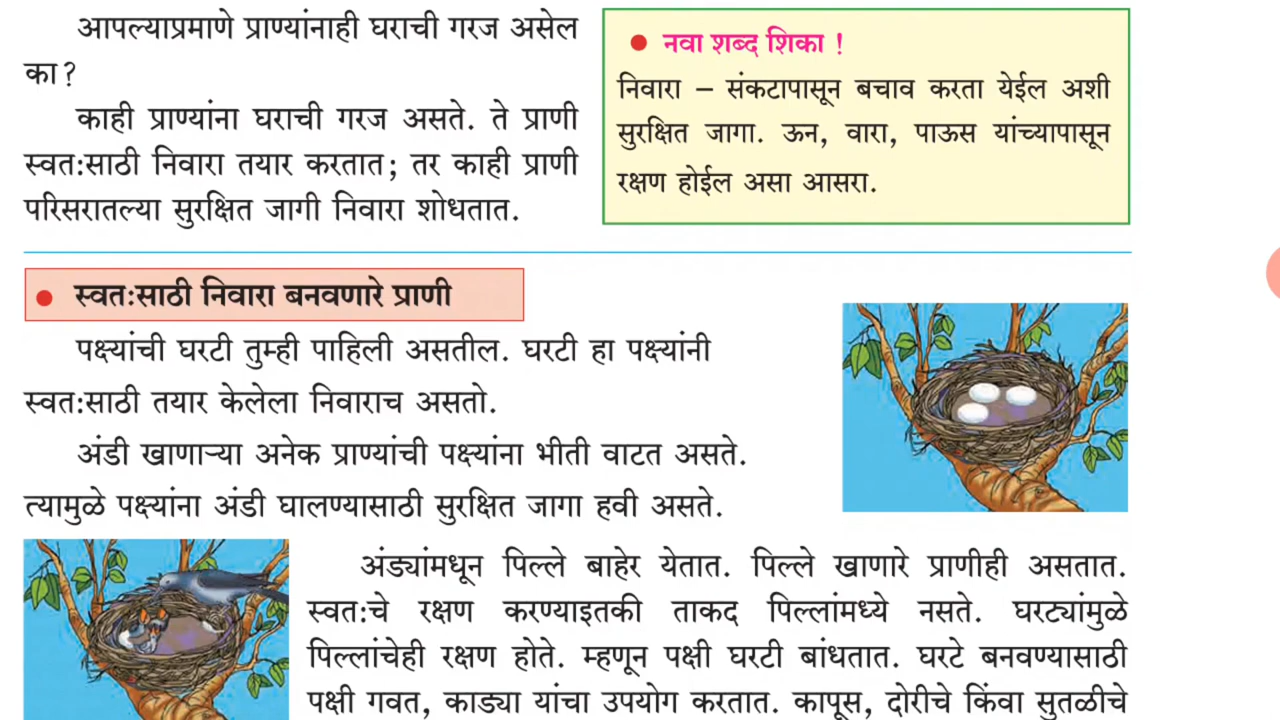 आपल्याप्रमाणे प्राण्यांनाही घराची गरज असेल
का?
काही प्राण्यांना घराची गरज असते. ते प्राणी
स्वत:साठी निवारा तयार करतात; तर काही प्राणी
परिसरातल्या सुरक्षित जागी निवारा शोधतात.
● नवा शब्द शिका !
निवारा – संकटापासून बचाव करता येईल अशी
सुरक्षित जागा. ऊन, वारा, पाऊस यांच्यापासून
रक्षण होईल असा आसरा.
● स्वत:साठी निवारा बनवणारे प्राणी
पक्ष्यांची घरटी तुम्ही पाहिली असतील. घरटी हा पक्ष्यांनी
स्वत:साठी तयार केलेला निवाराच असतो.
अंडी खाणाऱ्या अनेक प्राण्यांची पक्ष्यांना भीती वाटत असते.
त्यामुळे पक्ष्यांना अंडी घालण्यासाठी सुरक्षित जागा हवी असते.
अंड्यांमधून पिल्ले बाहेर येतात. पिल्ले खाणारे प्राणीही असतात.
स्वत:चे रक्षण करण्याइतकी ताकद पिल्लांमध्ये नसते. घरट्यांमुळे
पिल्लांचेही रक्षण होते. म्हणून पक्षी घरटी बांधतात. घरटे बनवण्यासाठी
पक्षी गवत, काड्या यांचा उपयोग करतात. कापूस, दोरीचे किंवा सुतळीचे